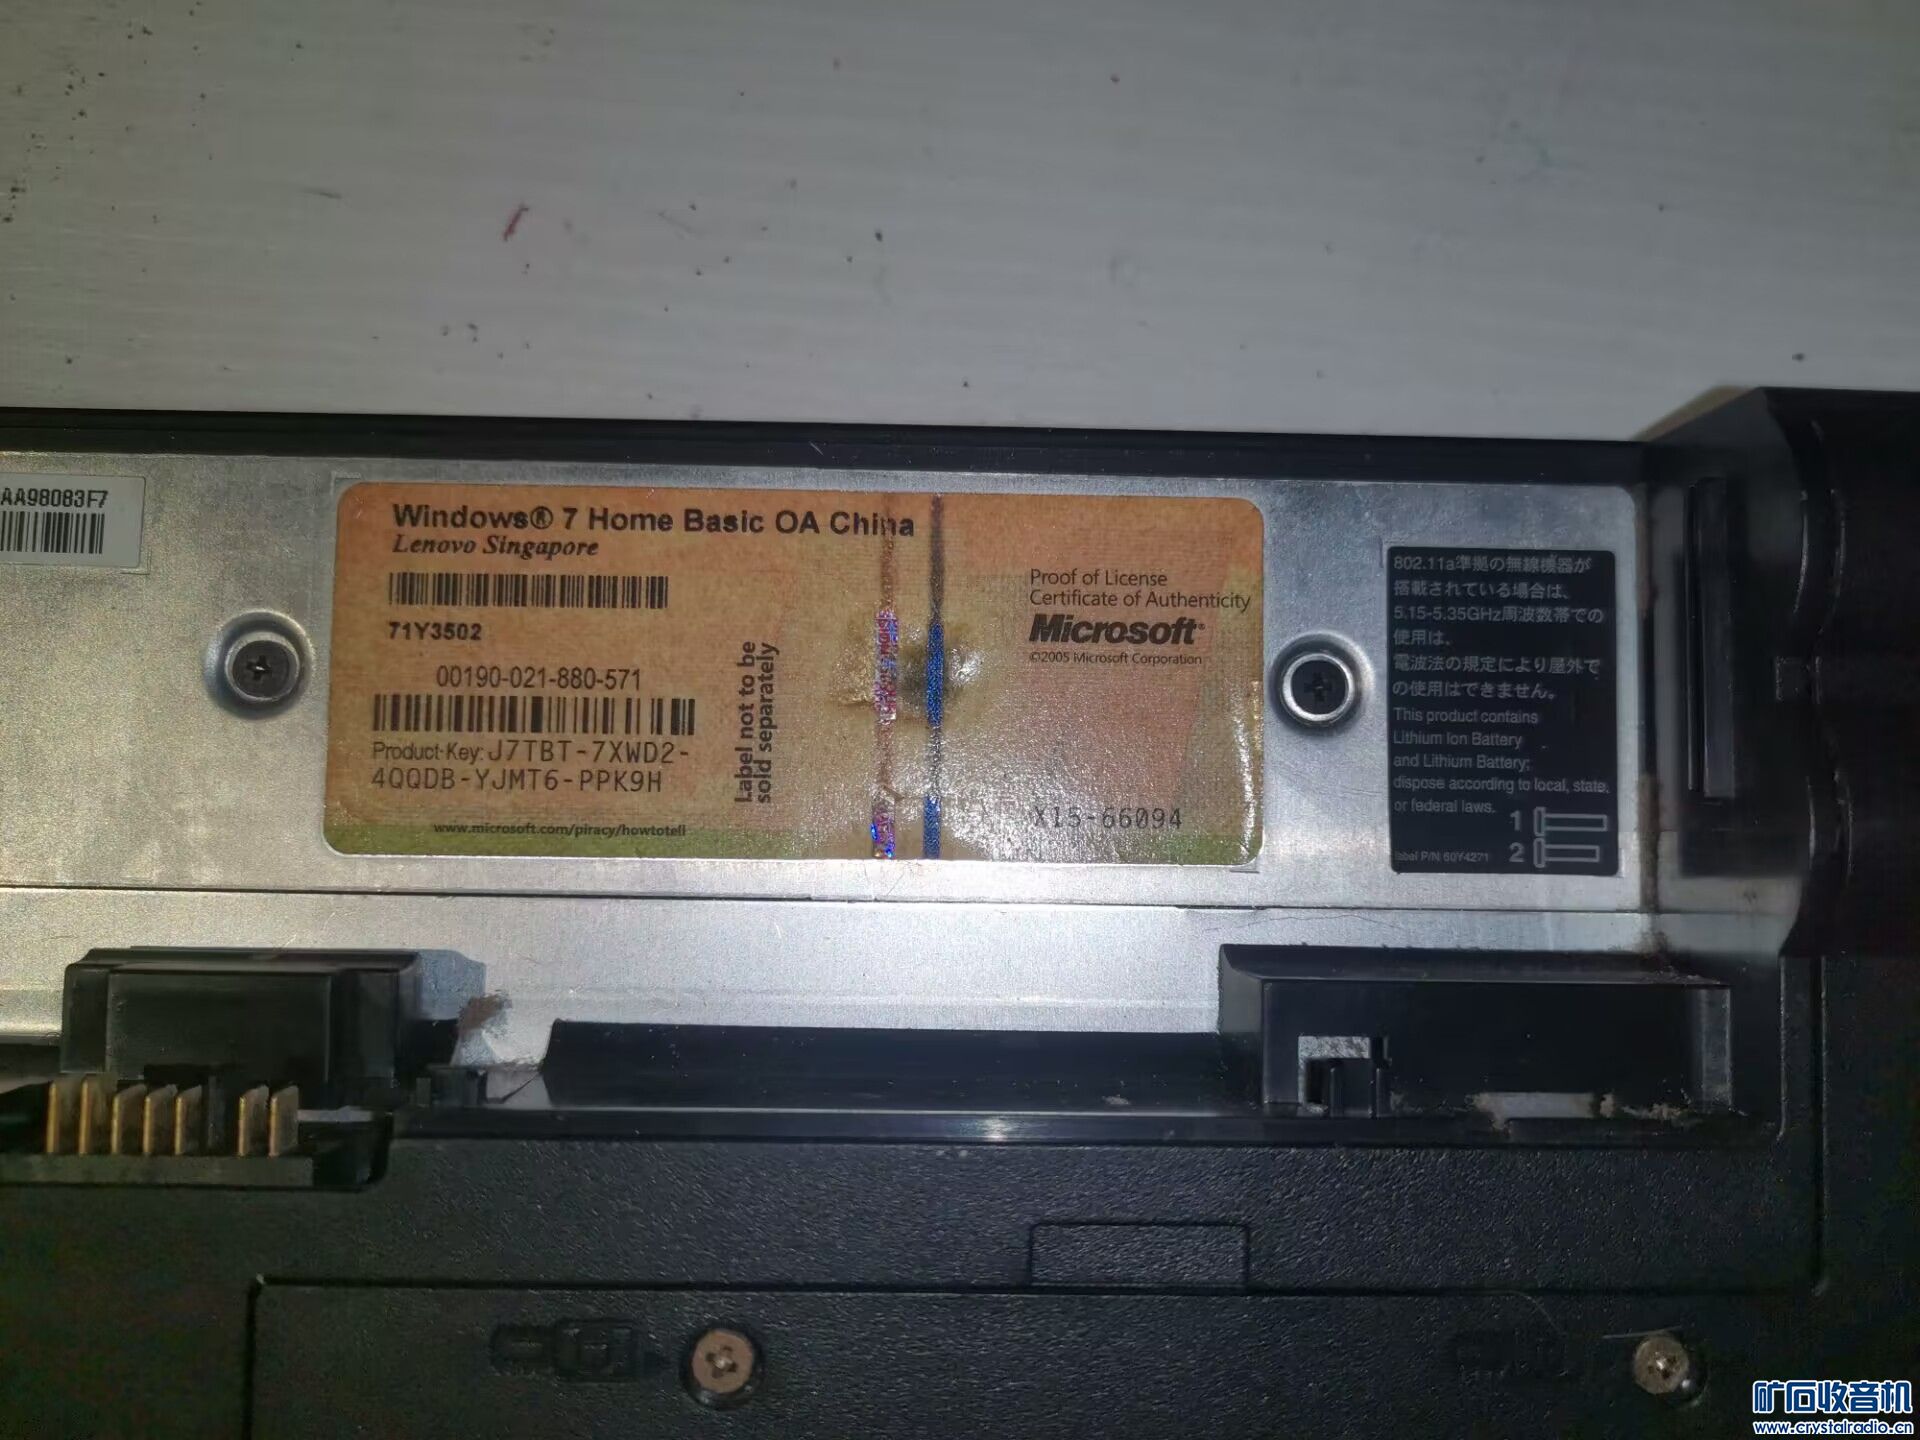 AA98083F7
Windows® 7 Home Basic OA China
Lenovo Singapore
71Y3502
00190-021-880-571
Product Key: J7TBT-7XWD2-
4QQDB-YJMT6-PPK9H
www.microsoft.com/piracy/howtotell
Label not to be
sold separately
Proof of License
Certificate of Authenticity
Microsoft®
©2005 Microsoft Corporation
X15-66094
802.11a準拠の無線機器が
搭載されている場合は、
5.15-5.35GHz周波数帯での
使用は、
電波法の規定により屋外で
の使用はできません。
This product contains
Lithium Ion Battery
and Lithium Battery;
dispose according to local, state,
or federal laws.
1
2
label P/N 60Y4271
矿石收音机
www.crystalradio.cn